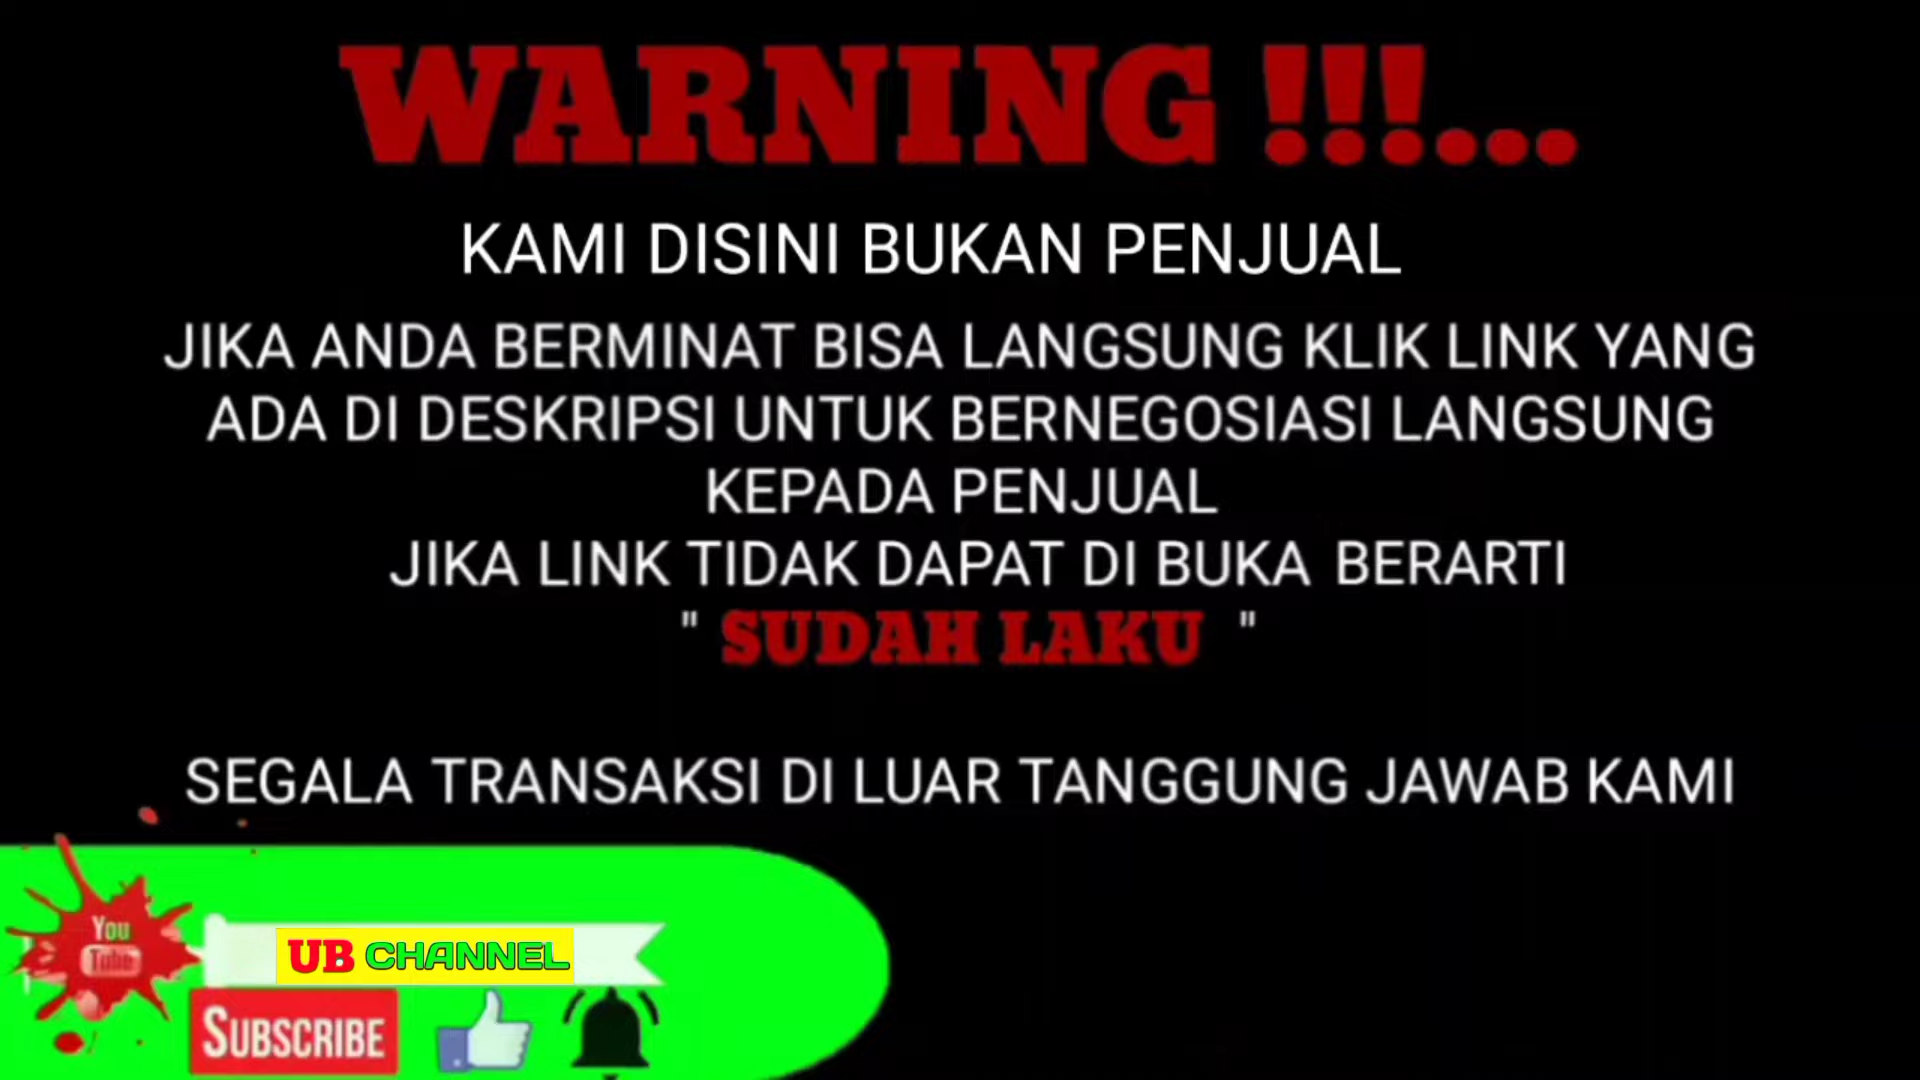 WARNING !!!...
KAMI DISINI BUKAN PENJUAL
JIKA ANDA BERMINAT BISA LANGSUNG KLIK LINK YANG
ADA DI DESKRIPSI UNTUK BERNEGOSIASI LANGSUNG
KEPADA PENJUAL
JIKA LINK TIDAK DAPAT DI BUKA BERARTI
" SUDAH LAKU "
SEGALA TRANSAKSI DI LUAR TANGGUNG JAWAB KAMI
You
Tube
UB CHANNEL
SUBSCRIBE